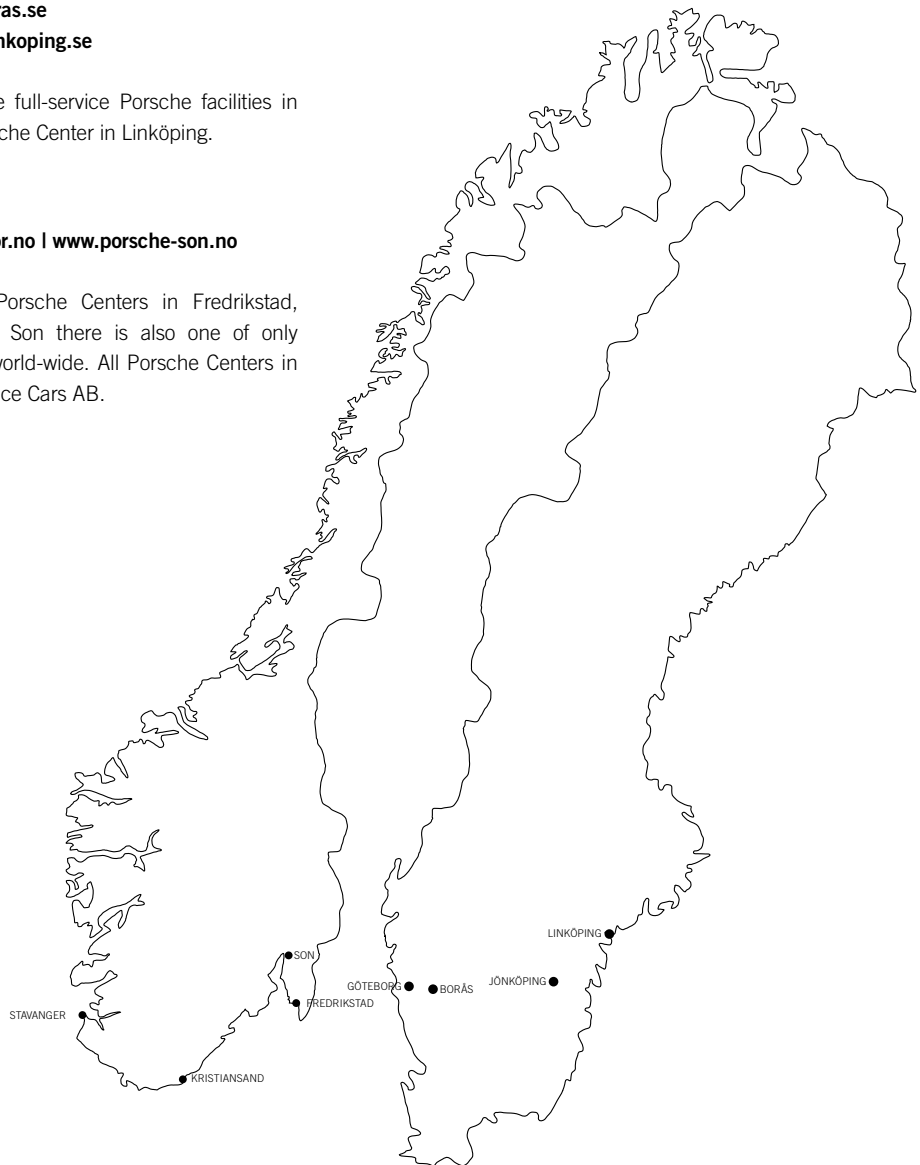 as.se
nkoping.se
e full-service Porsche facilities in
sche Center in Linköping.
or.no | www.porsche-son.no
Porsche Centers in Fredrikstad,
Son there is also one of only
world-wide. All Porsche Centers in
ce Cars AB.
LINKÖPING
SON
JÖNKÖPING
GÖTEBORG
BORÅS
FREDRIKSTAD
STAVANGER
KRISTIANSAND